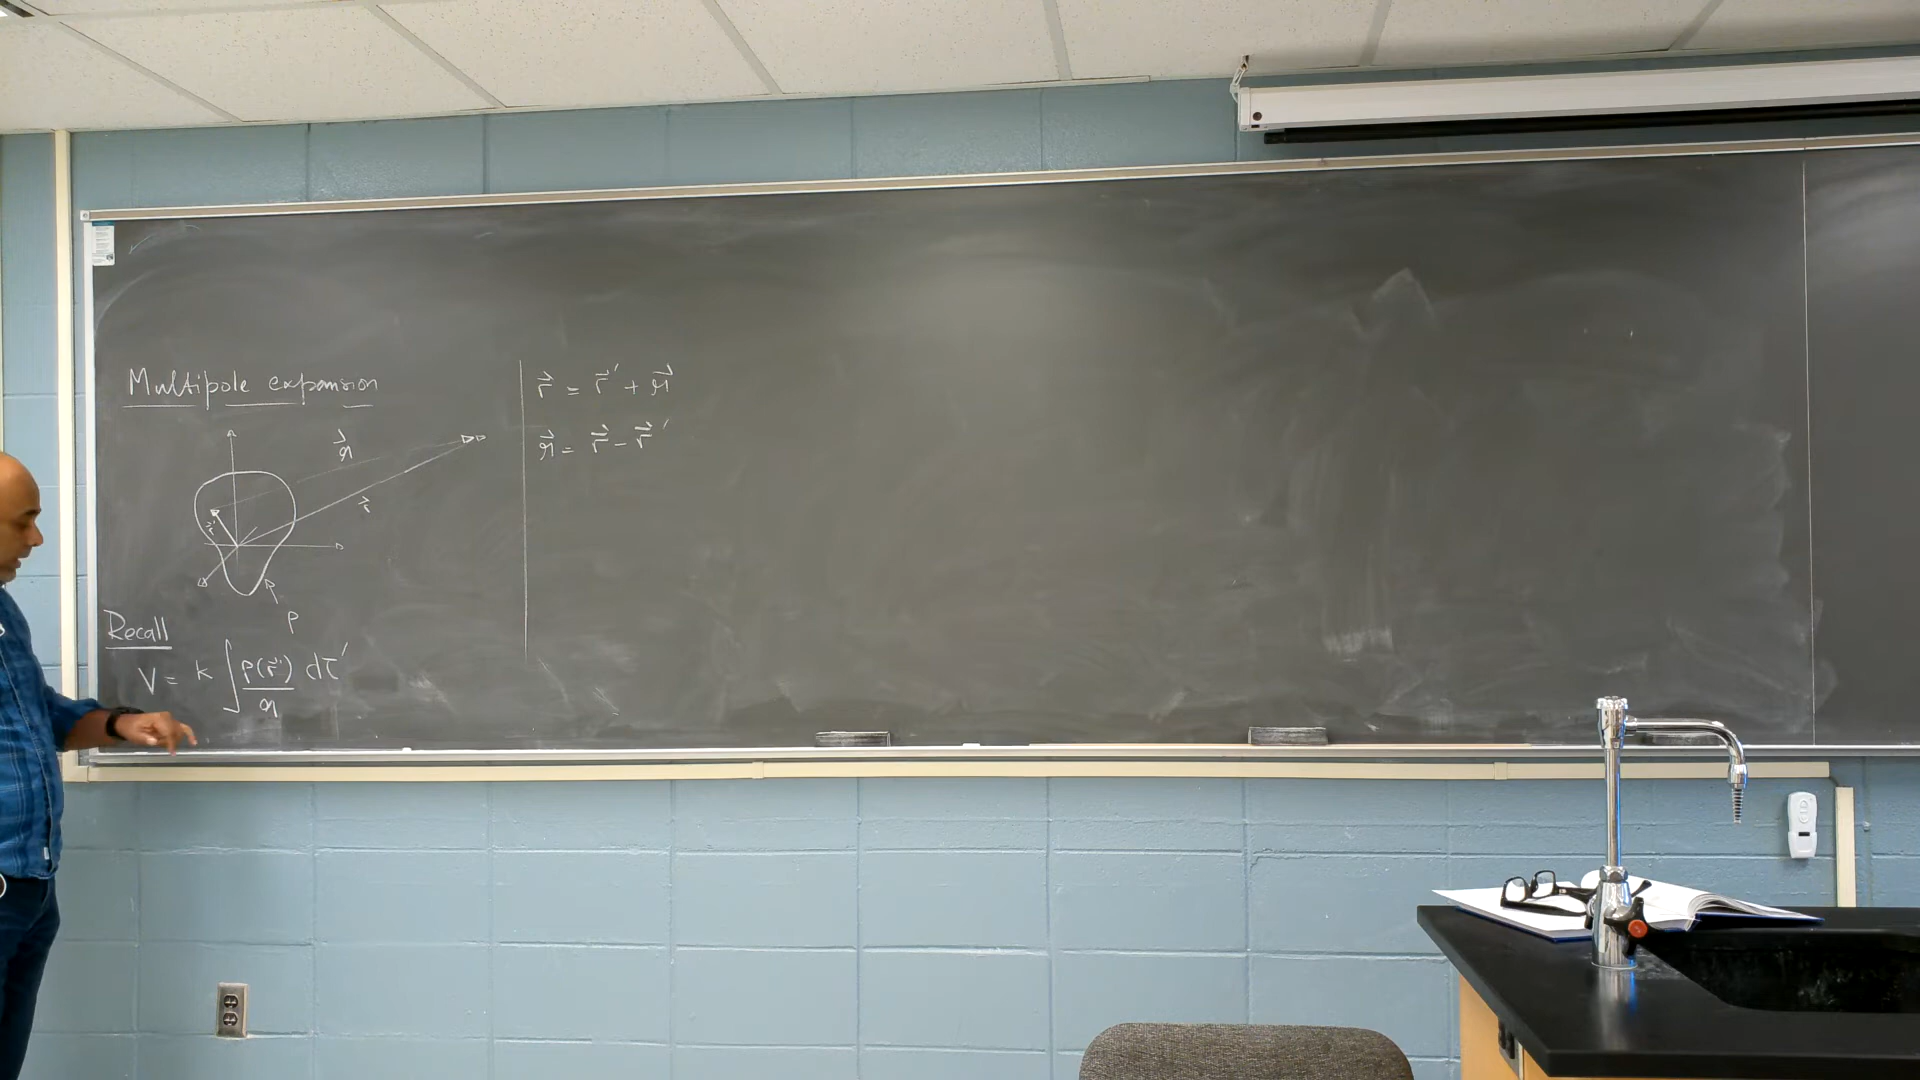 Multipole expansion
𝓇⃗
r⃗
r⃗'
ρ
Recall
V = k ∫ ρ(r⃗') / 𝓇 dτ'
r⃗ = r⃗' + 𝓇⃗
𝓇⃗ = r⃗ - r⃗'